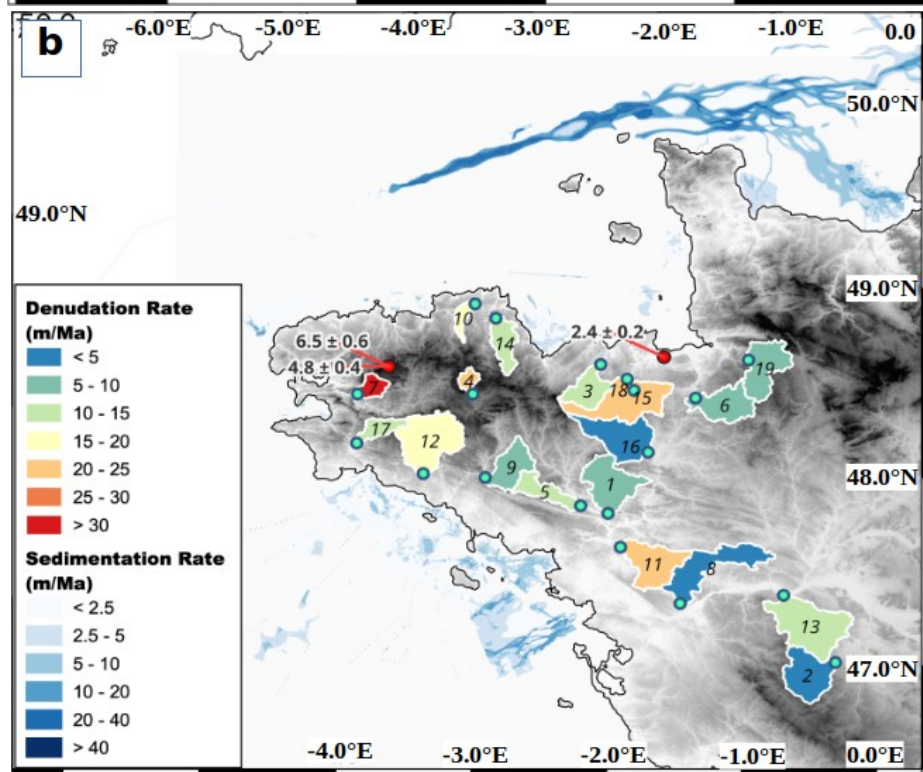 b
-6.0°E -5.0°E -4.0°E -3.0°E -2.0°E -1.0°E 0.0
50.0°N
49.0°N
49.0°N
Denudation Rate
(m/Ma)
< 5
5 - 10
10 - 15
15 - 20
20 - 25
25 - 30
> 30
Sedimentation Rate
(m/Ma)
< 2.5
2.5 - 5
5 - 10
10 - 20
20 - 40
> 40
10
14
6.5 ± 0.6
4.8 ± 0.4
2.4 ± 0.2
7
4
3
18
15
19
6
17
12
16
9
5
1
48.0°N
11
8
13
2
47.0°N
-4.0°E -3.0°E -2.0°E -1.0°E 0.0°E